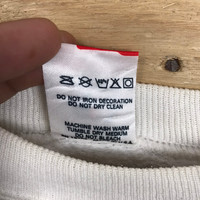 DO NOT IRON DECORATION
DO NOT DRY CLEAN
MACHINE WASH WARM
TUMBLE DRY MEDIUM
DO NOT BLEACH